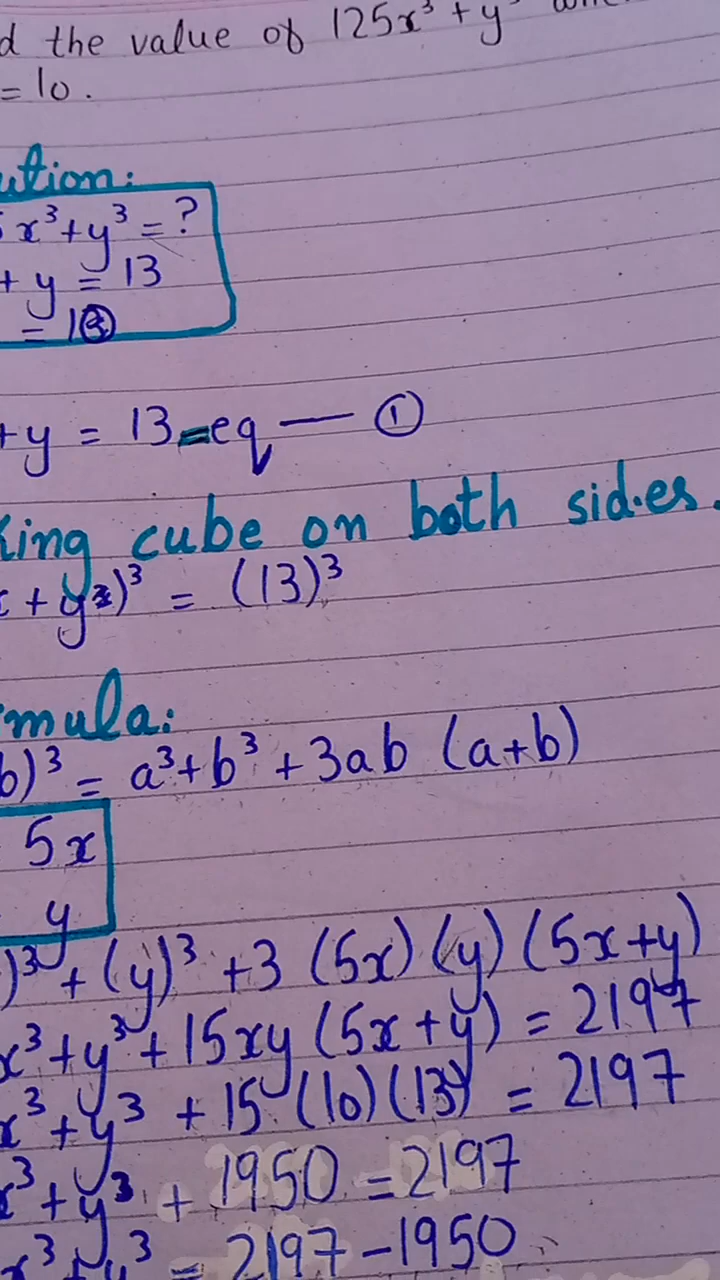 d the value of 125x³ + y
= 10.
ution:
x³ + y³ = ?
+ y = 13
= 10
+ y = 13 eq — ①
king cube on both sides.
+ y)³ = (13)³
mula:
b)³ = a³ + b³ + 3ab (a+b)
5x
y
)³ + (y)³ + 3 (5x) (y) (5x+y)
x³ + y³ + 15xy (5x + y) = 2197
x³ + y³ + 15 (10) (13) = 2197
x³ + y³ + 1950 = 2197
x³ + y³ = 2197 - 1950